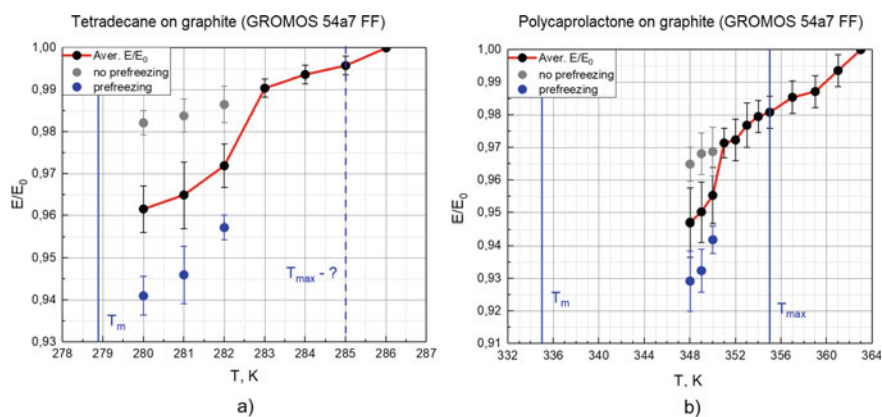 Tetradecane on graphite (GROMOS 54a7 FF)
1,00
0,99
0,98
0,97
0,96
0,95
0,94
0,93
E/E0
Aver. E/E0
no prefreezing
prefreezing
Tm
Tmax - ?
278 279 280 281 282 283 284 285 286 287
T, K
a)
Polycaprolactone on graphite (GROMOS 54a7 FF)
1,00
0,99
0,98
0,97
0,96
0,95
0,94
0,93
0,92
0,91
E/E0
Aver. E/E0
no prefreezing
prefreezing
Tm
Tmax
332 336 340 344 348 352 356 360 364
T, K
b)